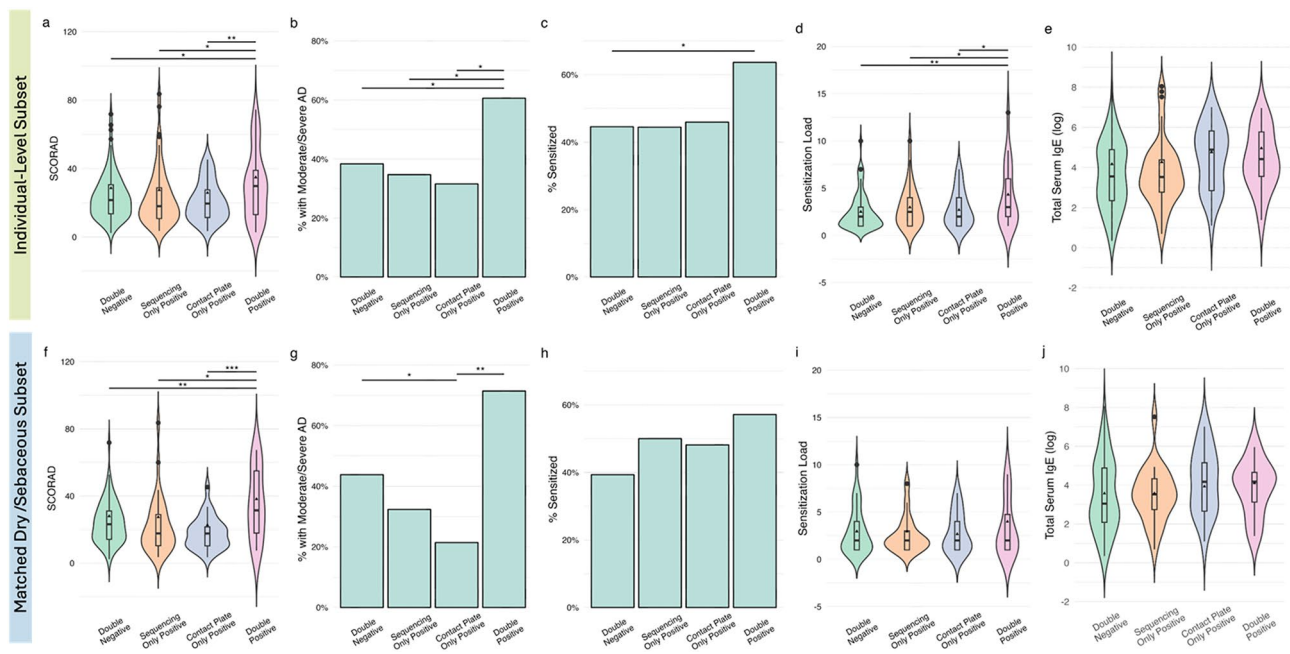 Individual-Level Subset
a
SCORAD
120
80
40
0
**
*
*
Double
Negative
Sequencing
Only Positive
Contact Plate
Only Positive
Double
Positive
b
% with Moderate/Severe AD
80%
60%
40%
20%
0%
*
*
*
Double
Negative
Sequencing
Only Positive
Contact Plate
Only Positive
Double
Positive
c
% Sensitized
60%
40%
20%
0%
*
Double
Negative
Sequencing
Only Positive
Contact Plate
Only Positive
Double
Positive
d
Sensitization Load
20
15
10
5
0
-5
*
*
**
Double
Negative
Sequencing
Only Positive
Contact Plate
Only Positive
Double
Positive
e
Total Serum IgE (log)
10
8
6
4
2
0
-2
Double
Negative
Sequencing
Only Positive
Contact Plate
Only Positive
Double
Positive
Matched Dry /Sebaceous Subset
f
SCORAD
120
80
40
0
***
*
**
Double
Negative
Sequencing
Only Positive
Contact Plate
Only Positive
Double
Positive
g
% with Moderate/Severe AD
80%
60%
40%
20%
0%
*
**
Double
Negative
Sequencing
Only Positive
Contact Plate
Only Positive
Double
Positive
h
% Sensitized
60%
40%
20%
0%
Double
Negative
Sequencing
Only Positive
Contact Plate
Only Positive
Double
Positive
i
Sensitization Load
20
15
10
5
0
-5
Double
Negative
Sequencing
Only Positive
Contact Plate
Only Positive
Double
Positive
j
Total Serum IgE (log)
10
8
6
4
2
0
-2
Double
Negative
Sequencing
Only Positive
Contact Plate
Only Positive
Double
Positive